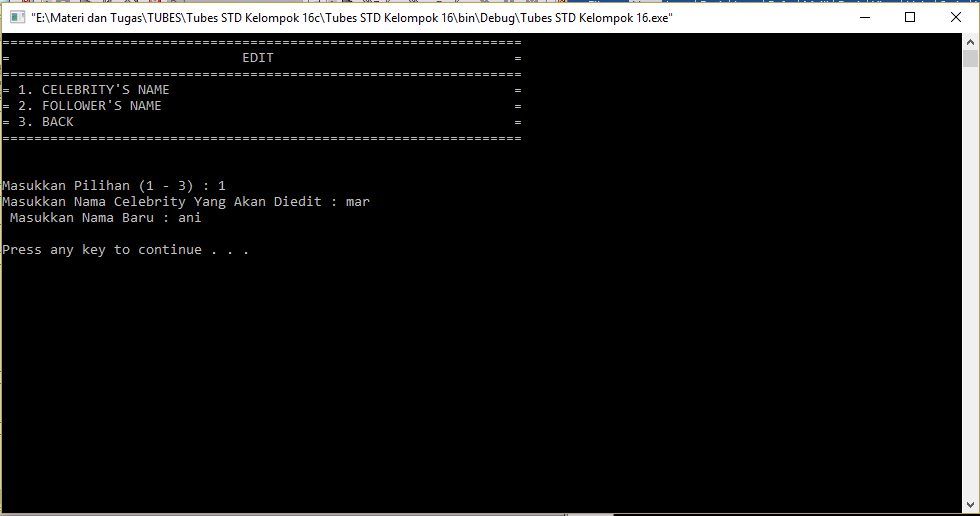 "E:\Materi dan Tugas\TUBES\Tubes STD Kelompok 16c\Tubes STD Kelompok 16\bin\Debug\Tubes STD Kelompok 16.exe"
=================================================================
= EDIT =
=================================================================
= 1. CELEBRITY'S NAME =
= 2. FOLLOWER'S NAME =
= 3. BACK =
=================================================================
Masukkan Pilihan (1 - 3) : 1
Masukkan Nama Celebrity Yang Akan Diedit : mar
Masukkan Nama Baru : ani
Press any key to continue . . .